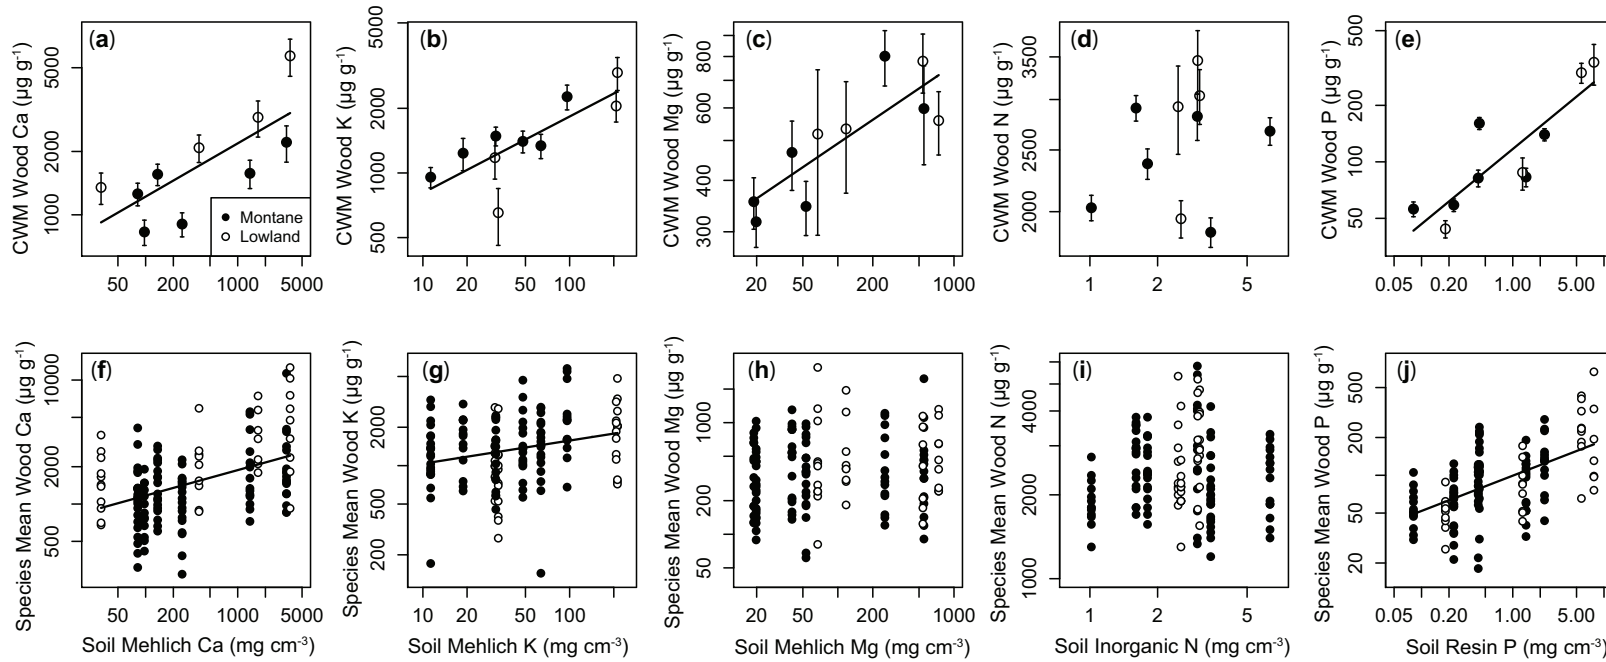 (a)
CWM Wood Ca (µg g⁻¹)
1000 2000 5000
50 200 1000 5000
Montane
Lowland
(b)
CWM Wood K (µg g⁻¹)
500 1000 2000 5000
10 20 50 100
(c)
CWM Wood Mg (µg g⁻¹)
300 400 600 800
20 50 200 1000
(d)
CWM Wood N (µg g⁻¹)
2000 2500 3500
1 2 5
(e)
CWM Wood P (µg g⁻¹)
50 100 200 500
0.05 0.20 1.00 5.00
(f)
Species Mean Wood Ca (µg g⁻¹)
500 2000 10000
50 200 1000 5000
Soil Mehlich Ca (mg cm⁻³)
(g)
Species Mean Wood K (µg g⁻¹)
200 500 2000
10 20 50 100
Soil Mehlich K (mg cm⁻³)
(h)
Species Mean Wood Mg (µg g⁻¹)
50 200 1000
20 50 200 1000
Soil Mehlich Mg (mg cm⁻³)
(i)
Species Mean Wood N (µg g⁻¹)
1000 2000 4000
1 2 5
Soil Inorganic N (mg cm⁻³)
(j)
Species Mean Wood P (µg g⁻¹)
20 50 200 500
0.05 0.20 1.00 5.00
Soil Resin P (mg cm⁻³)